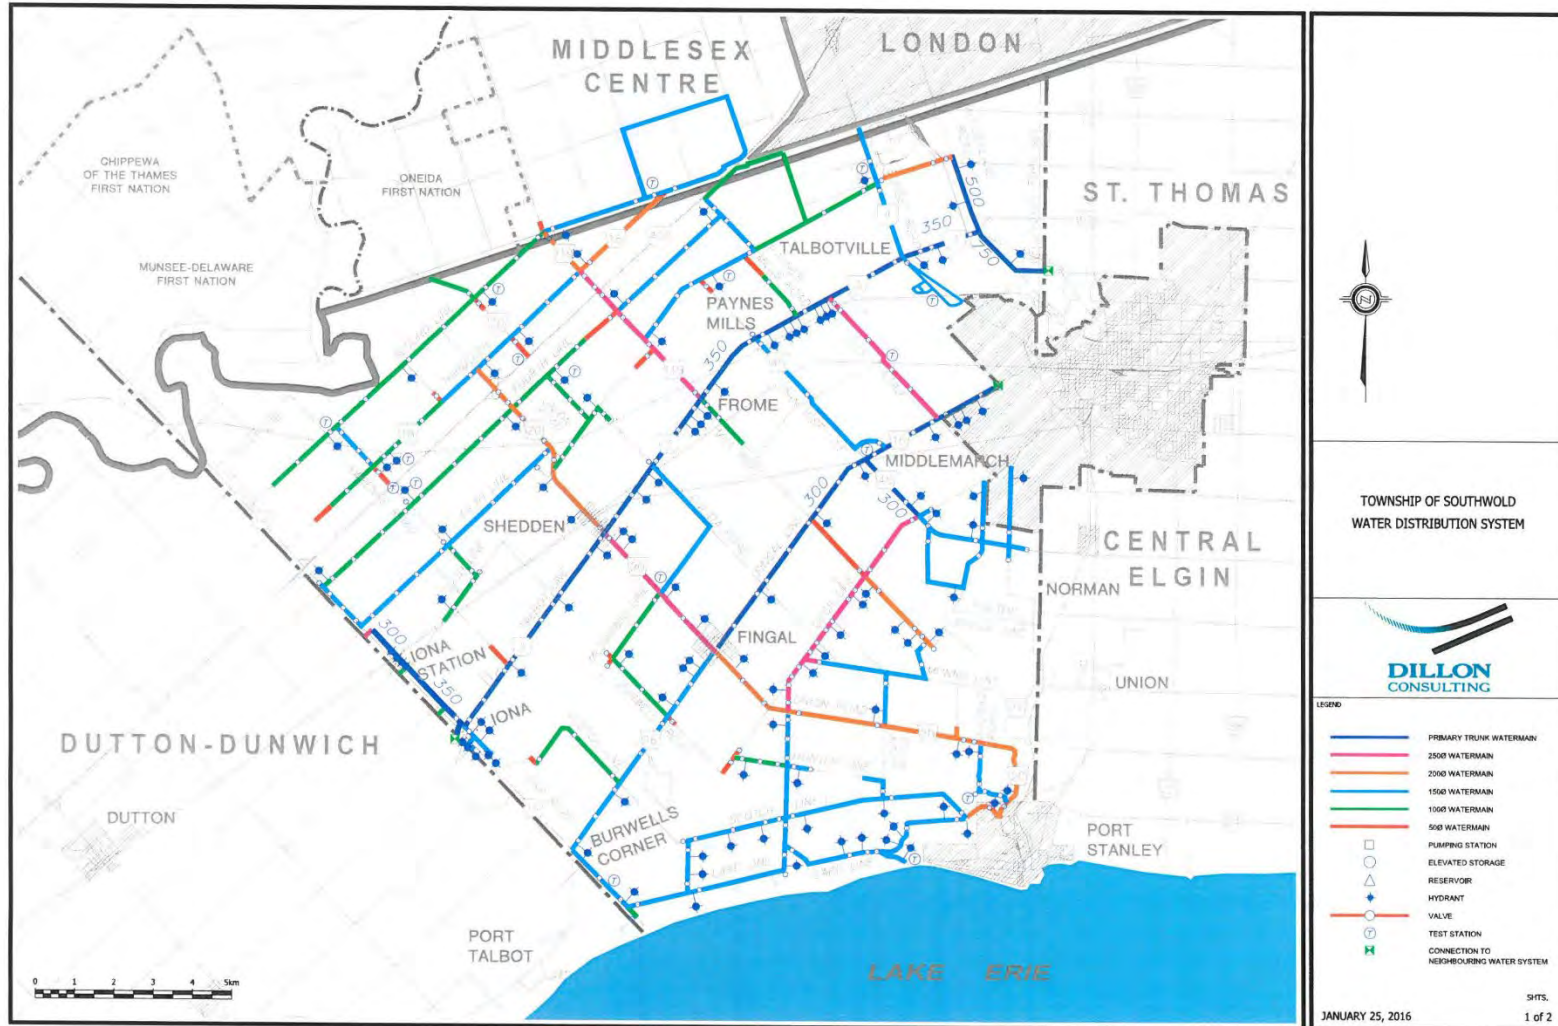 MIDDLESEX
CENTRE
LONDON
CHIPPEWA
OF THE THAMES
FIRST NATION
ONEIDA
FIRST NATION
ST. THOMAS
MUNSEE-DELAWARE
FIRST NATION
500
350
750
TALBOTVILLE
PAYNES
MILLS
350
FROME
MIDDLEMARCH
300
300
SHEDDEN
CENTRAL
ELGIN
NORMAN
FINGAL
300
IONA
STATION
350
IONA
UNION
DUTTON-DUNWICH
DUTTON
BURWELLS
CORNER
PORT
STANLEY
PORT
TALBOT
LAKE ERIE
0 1 2 3 4 5km
N
TOWNSHIP OF SOUTHWOLD
WATER DISTRIBUTION SYSTEM
DILLON
CONSULTING
LEGEND
PRIMARY TRUNK WATERMAIN
250Ø WATERMAIN
200Ø WATERMAIN
150Ø WATERMAIN
100Ø WATERMAIN
50Ø WATERMAIN
PUMPING STATION
ELEVATED STORAGE
RESERVOIR
HYDRANT
VALVE
T TEST STATION
CONNECTION TO
NEIGHBOURING WATER SYSTEM
SHTS.
JANUARY 25, 2016 1 of 2